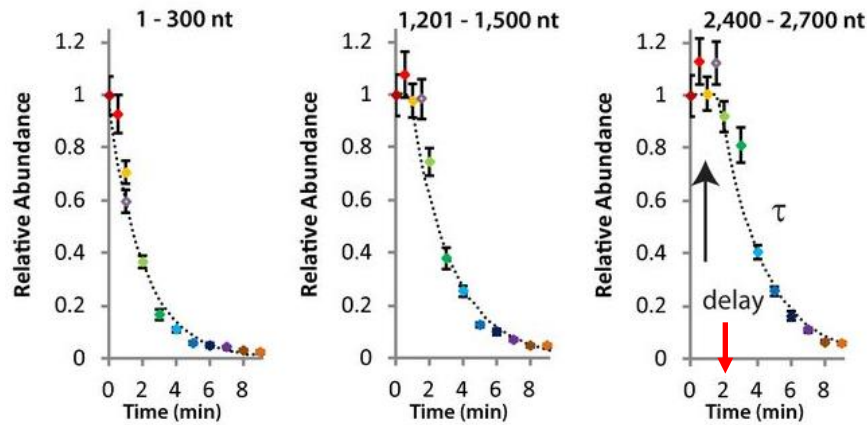 1 - 300 nt
1.2
1
0.8
0.6
0.4
0.2
0
Relative Abundance
0 2 4 6 8
Time (min)
1,201 - 1,500 nt
1.2
1
0.8
0.6
0.4
0.2
0
Relative Abundance
0 2 4 6 8
Time (min)
2,400 - 2,700 nt
1.2
1
0.8
0.6
0.4
0.2
0
Relative Abundance
τ
delay
0 2 4 6 8
Time (min)